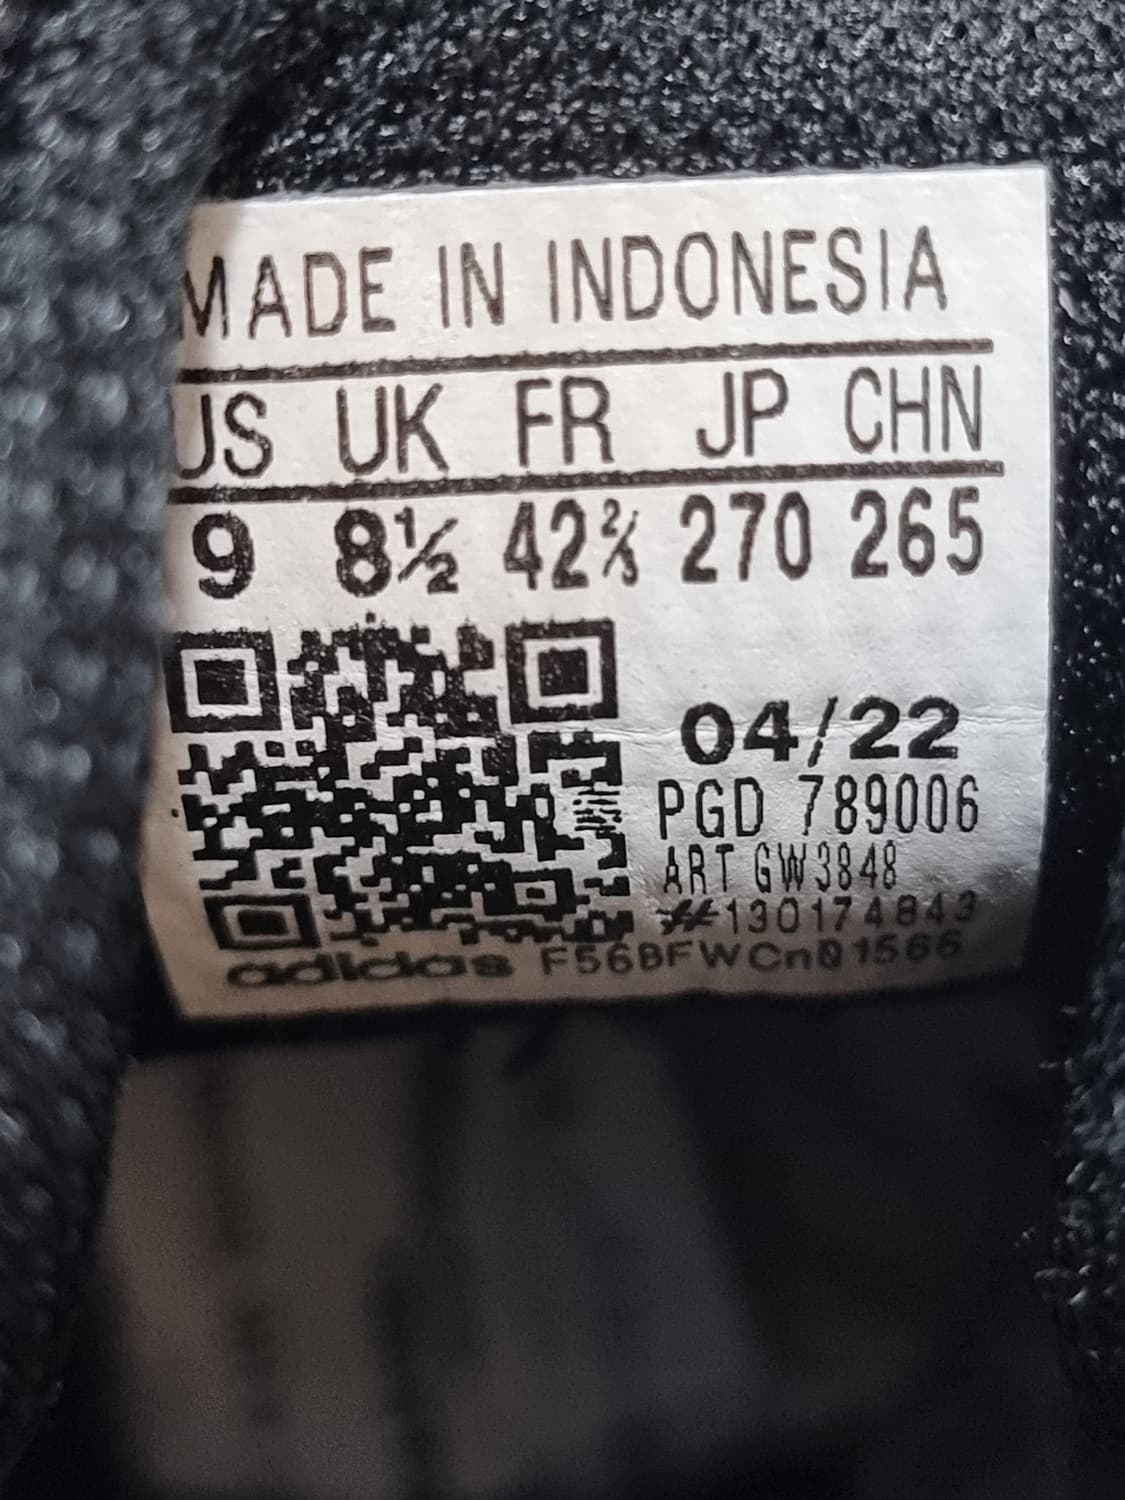 MADE IN INDONESIA
US UK FR JP CHN
9 8½ 42⅔ 270 265
04/22
PGD 789006
ART GW3848
#130174843
adidas F56BFWCn01566